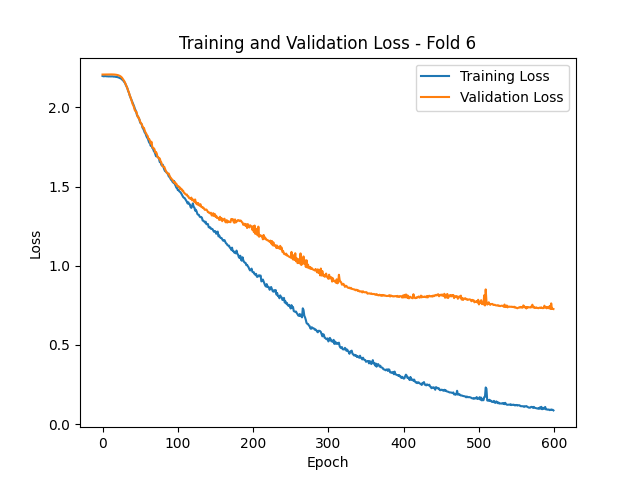 Training and Validation Loss - Fold 6
Training Loss
Validation Loss
Loss
2.0
1.5
1.0
0.5
0.0
0 100 200 300 400 500 600
Epoch